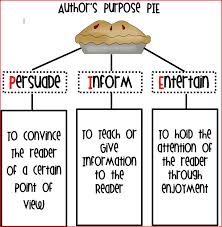 Author's Purpose PIE
Persuade
Inform
Entertain
To convince
the reader
of a certain
point of
view
To teach or
give
information
to the
reader
To hold the
attention of
the reader
through
enjoyment